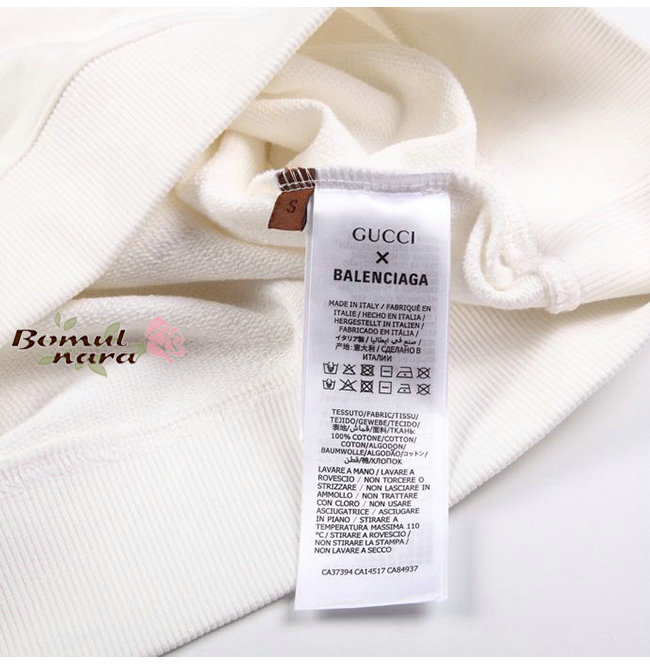 S
GUCCI
×
BALENCIAGA
MADE IN ITALY / FABRIQUÉ EN
ITALIE / HECHO EN ITALIA /
HERGESTELLT IN ITALIEN /
FABRICADO EM ITÁLIA /
イタリア製 / صنع في إيطاليا /
产地: 意大利 / СДЕЛАНО В
ИТАЛИИ
Bomul
nara
TESSUTO/FABRIC/TISSU/
TEJIDO/GEWEBE/TECIDO/
表地/قماش/面料/ТКАНЬ:
100% COTONE/COTTON/
COTON/ALGODON/
BAUMWOLLE/ALGODÃO/コットン/
قطن/棉/ХЛОПОК
LAVARE A MANO / LAVARE A
ROVESCIO / NON TORCERE O
STRIZZARE / NON LASCIARE IN
AMMOLLO / NON TRATTARE
CON CLORO / NON USARE
ASCIUGATRICE / ASCIUGARE
IN PIANO / STIRARE A
TEMPERATURA MASSIMA 110
°C / STIRARE A ROVESCIO /
NON STIRARE LA STAMPA /
NON LAVARE A SECCO
CA37394 CA14517 CA84937